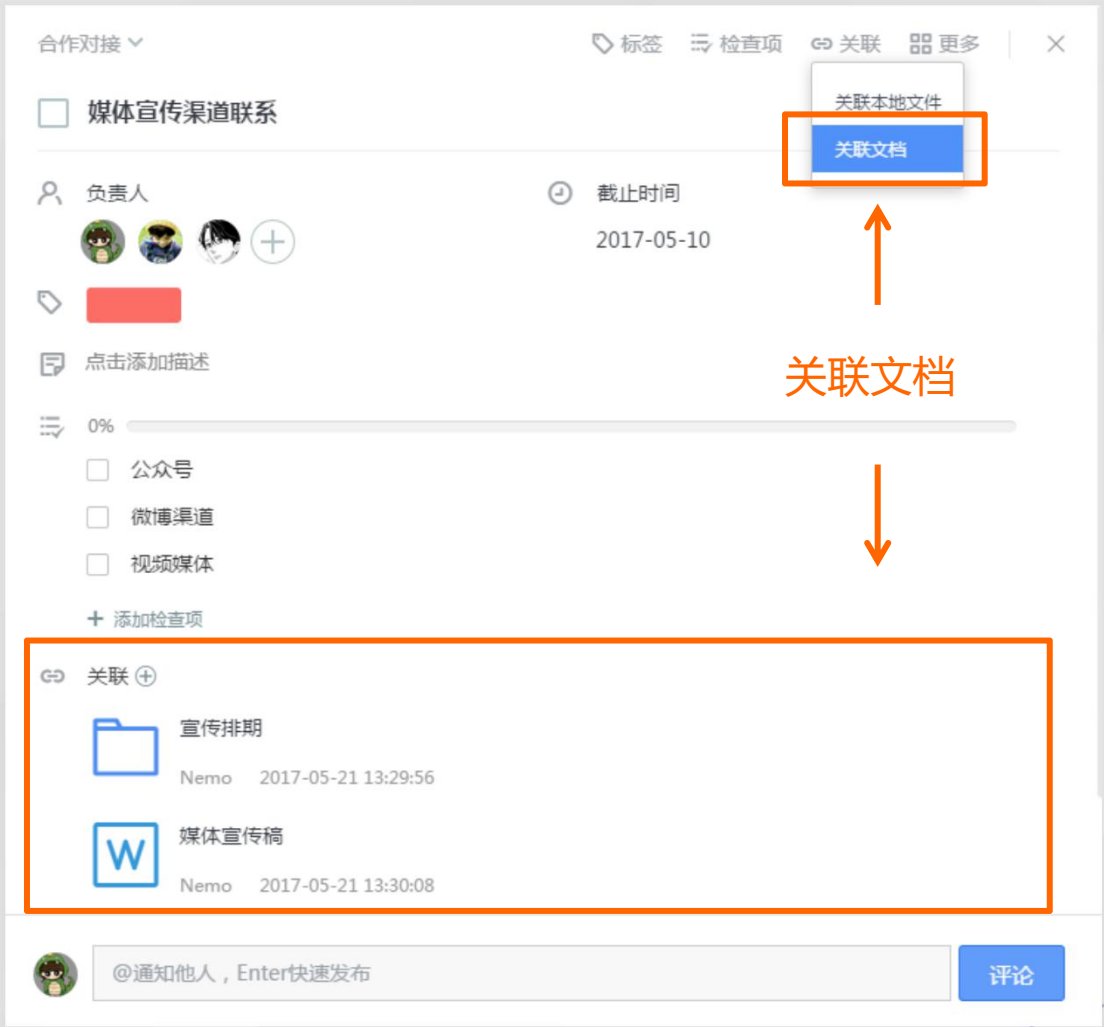 合作对接
标签 检查项 关联 更多
关联本地文件
关联文档
媒体宣传渠道联系
负责人
截止时间
2017-05-10
点击添加描述
关联文档
0%
公众号
微博渠道
视频媒体
+ 添加检查项
关联
宣传排期
Nemo 2017-05-21 13:29:56
W
媒体宣传稿
Nemo 2017-05-21 13:30:08
@通知他人，Enter快速发布
评论